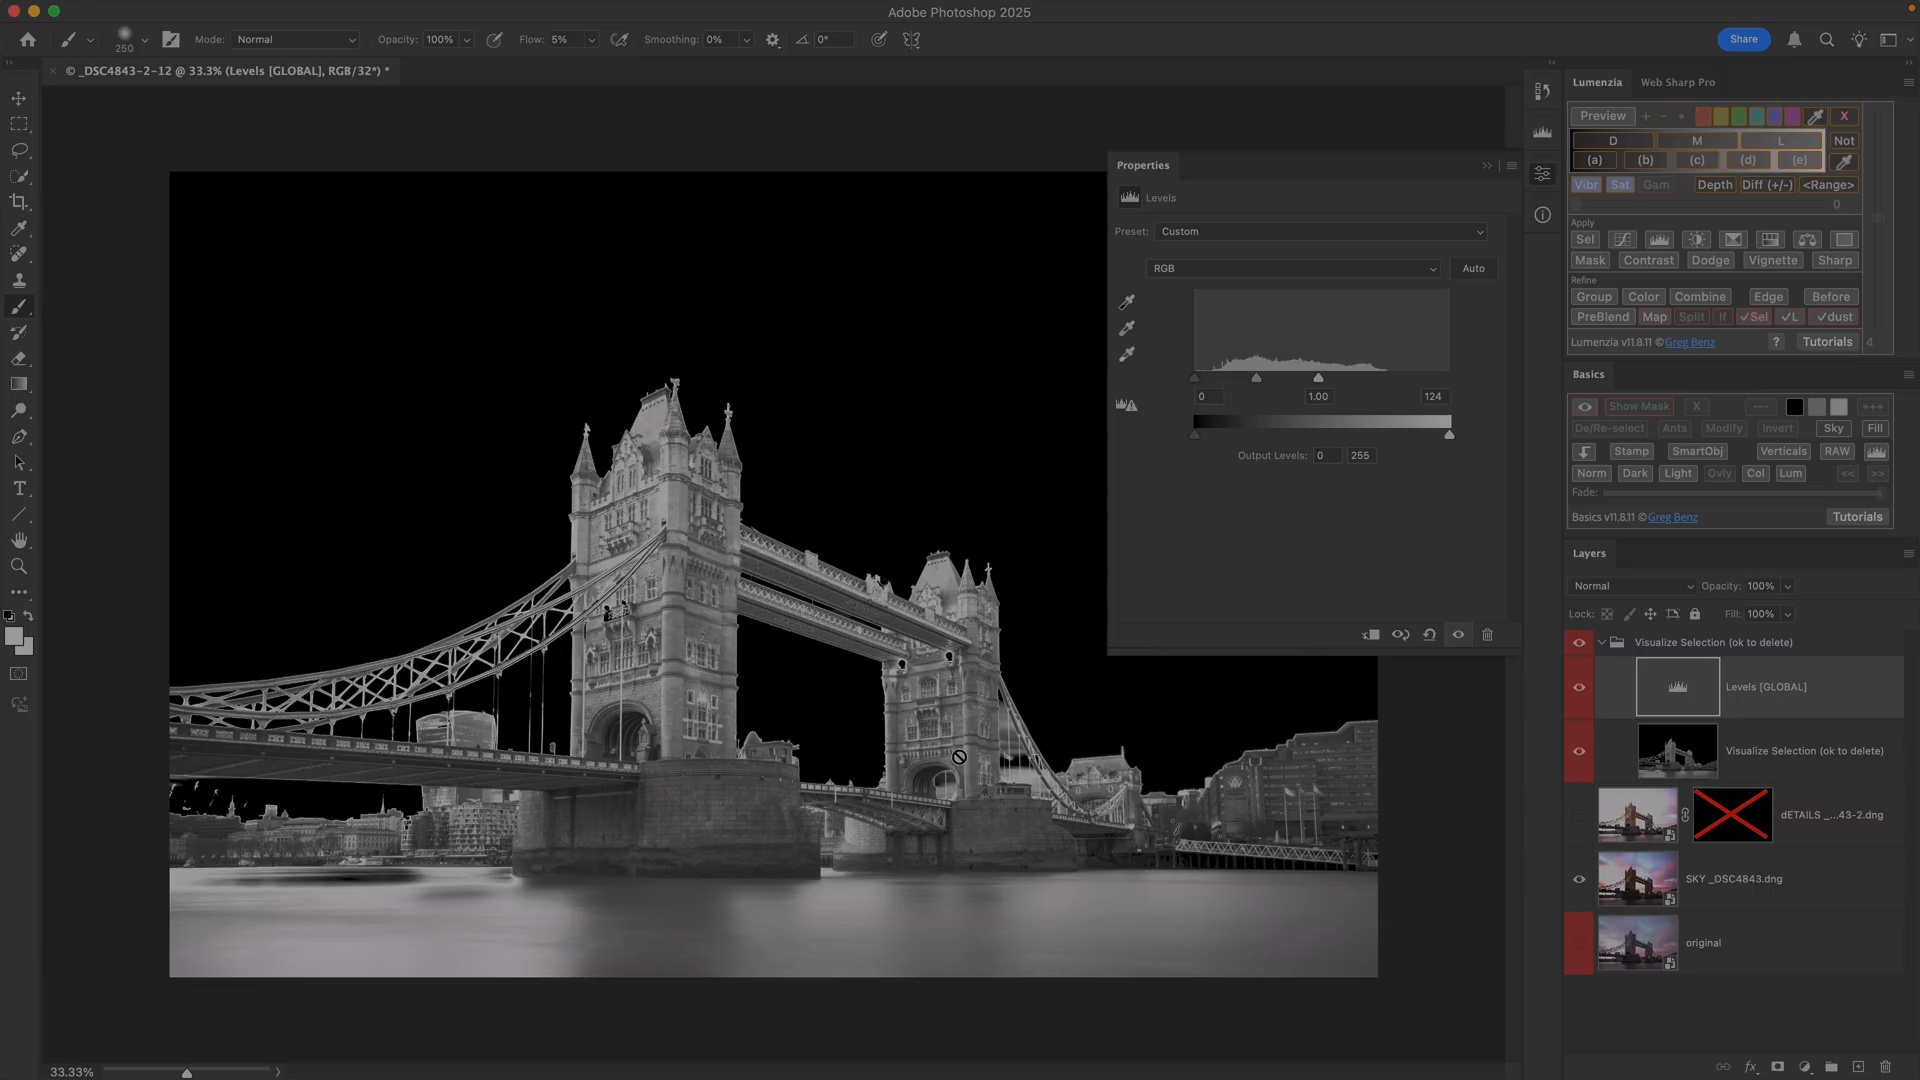 Adobe Photoshop 2025
250
Mode: Normal
Opacity: 100%
Flow: 5%
Smoothing: 0%
0°
Share
© _DSC4843-2-12 @ 33.3% (Levels [GLOBAL], RGB/32*) *
Properties
Levels
Preset: Custom
RGB
Auto
0 1.00 124
Output Levels: 0 255
Lumenzia Web Sharp Pro
Preview + - X
D M L Not
(a) (b) (c) (d) (e)
Vibr Sat Gam Depth Diff (+/-) <Range>
0
Apply
Sel
Mask Contrast Dodge Vignette Sharp
Refine
Group Color Combine Edge Before
PreBlend Map Split If ✓Sel ✓L ✓dust
Lumenzia v11.8.11 © Greg Benz ? Tutorials 4
Basics
Show Mask X --- +++
De/Re-select Ants Modify Invert Sky Fill
Stamp SmartObj Verticals RAW
Norm Dark Light Ovly Col Lum << >>
Fade:
Basics v11.8.11 © Greg Benz Tutorials
Layers
Normal Opacity: 100%
Lock: Fill: 100%
Visualize Selection (ok to delete)
Levels [GLOBAL]
Visualize Selection (ok to delete)
dETAILS _...43-2.dng
SKY _DSC4843.dng
original
fx
33.33%